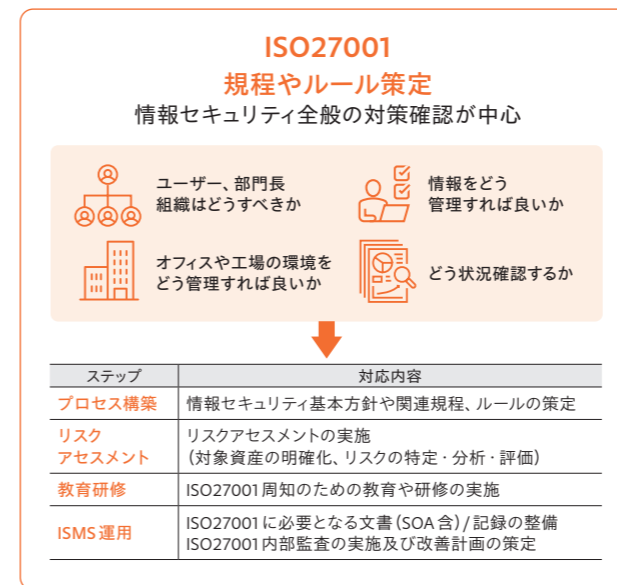 ISO27001
規程やルール策定
情報セキュリティ全般の対策確認が中心
ユーザー、部門長
組織はどうすべきか
情報をどう
管理すれば良いか
オフィスや工場の環境を
どう管理すれば良いか
どう状況確認するか
ステップ 対応内容
プロセス構築 情報セキュリティ基本方針や関連規程、ルールの策定
リスク
アセスメント
リスクアセスメントの実施
(対象資産の明確化、リスクの特定・分析・評価)
教育研修 ISO27001周知のための教育や研修の実施
ISMS運用
ISO27001に必要となる文書(SOA含)/記録の整備
ISO27001内部監査の実施及び改善計画の策定